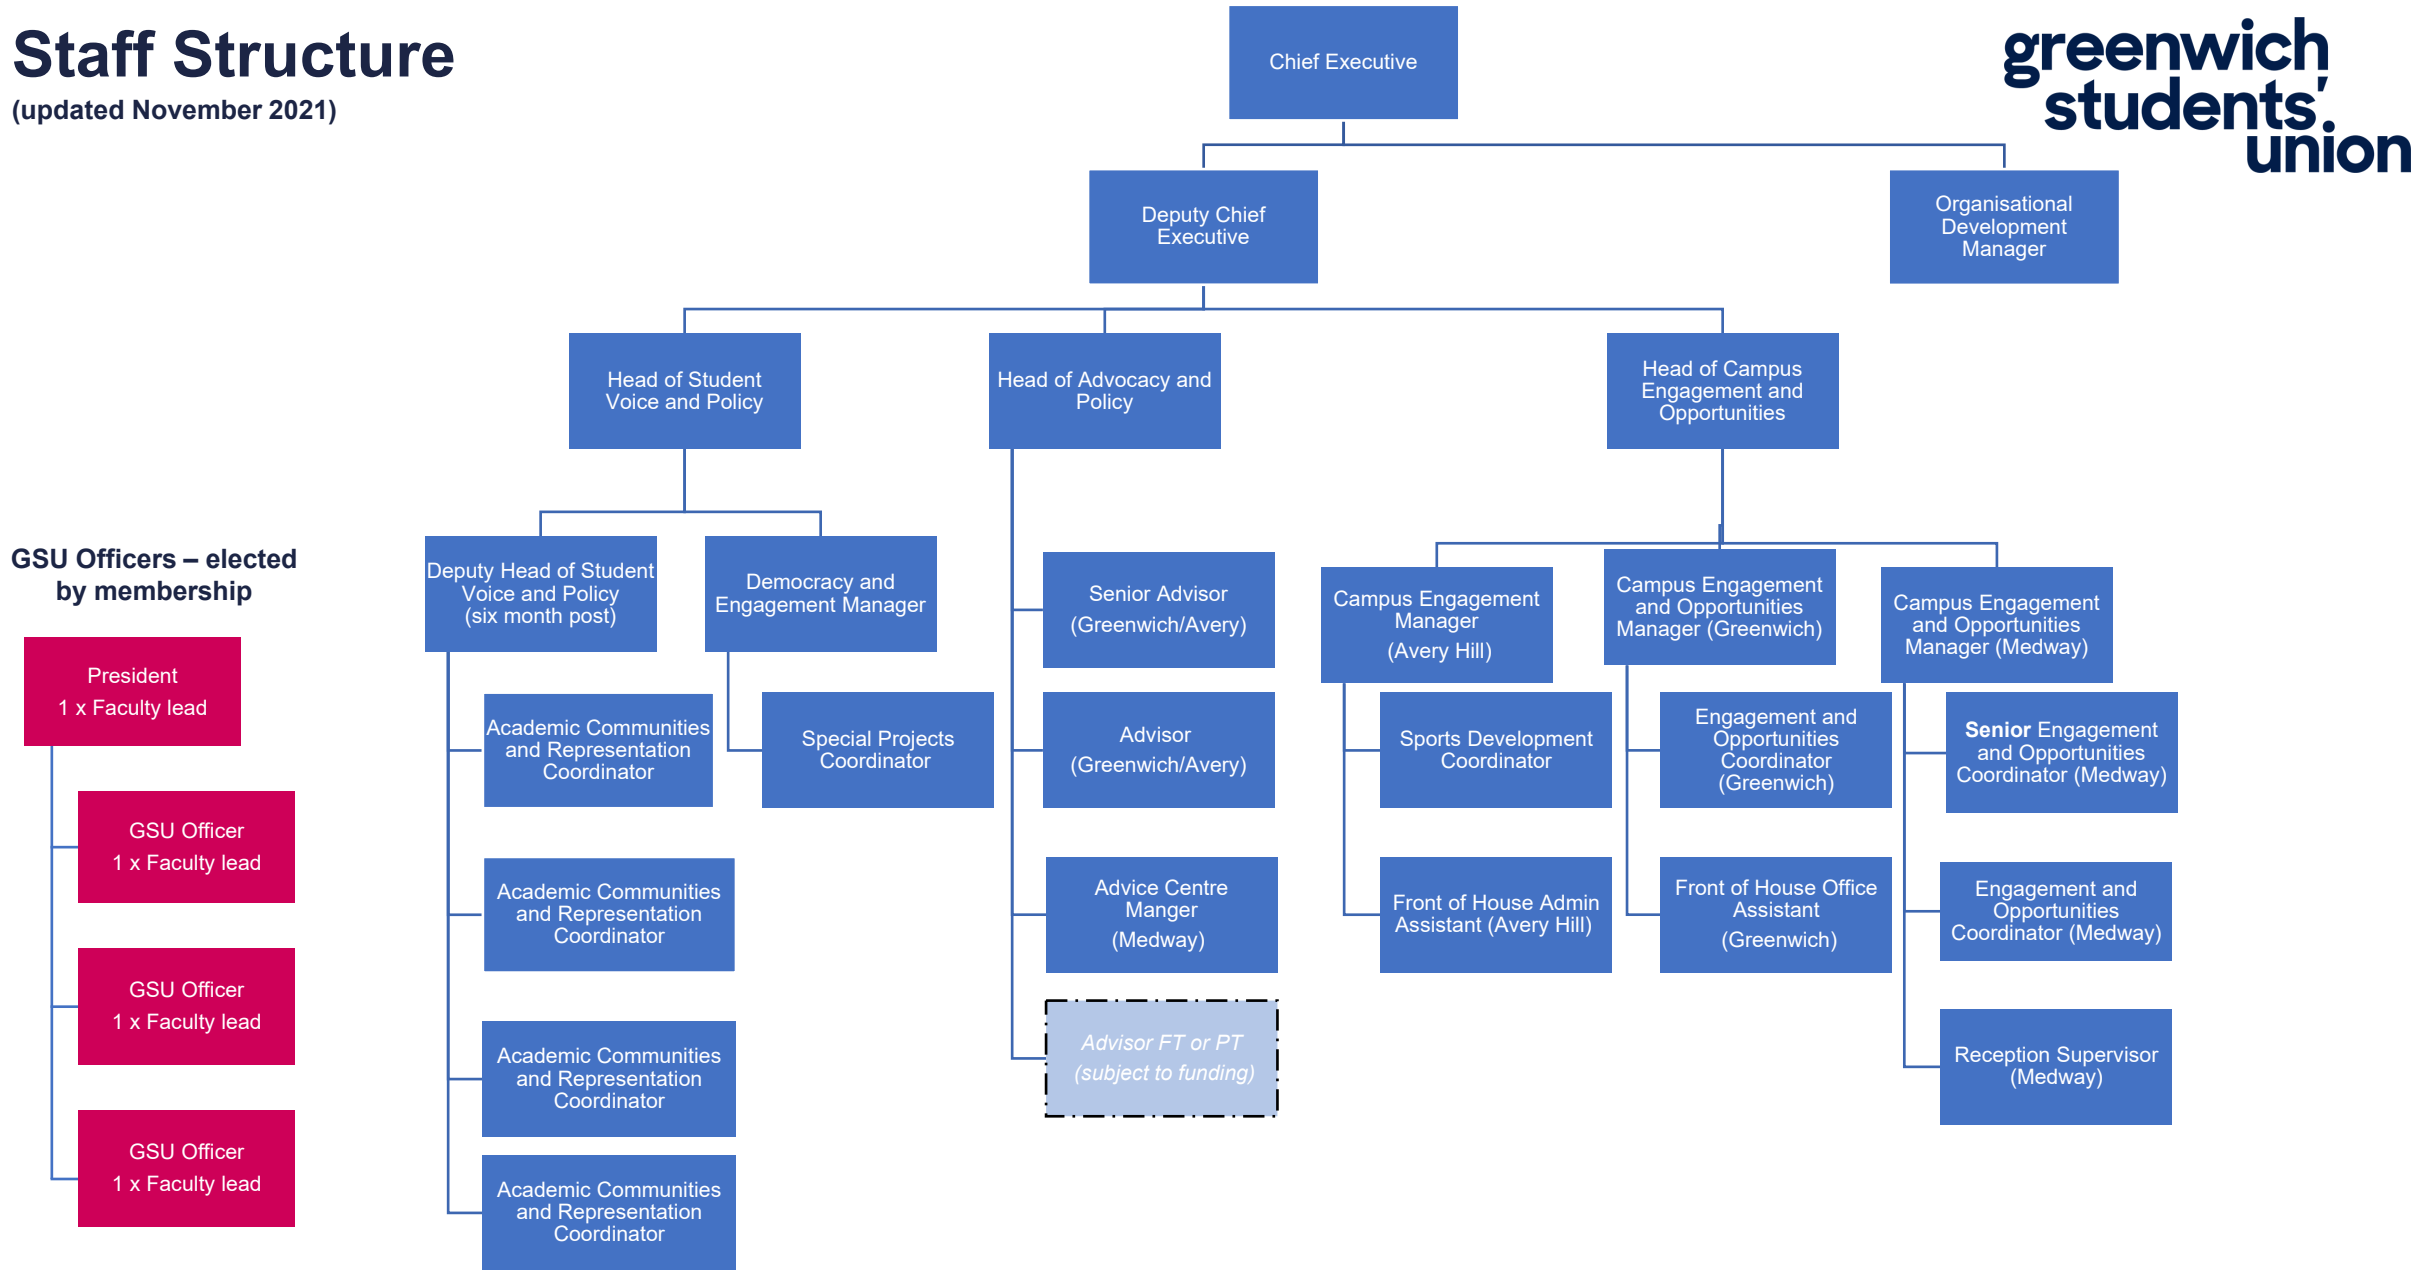 Staff Structure
(updated November 2021)
greenwich
students'
union
Chief Executive
Deputy Chief
Executive
Organisational
Development
Manager
Head of Student
Voice and Policy
Head of Advocacy and
Policy
Head of Campus
Engagement and
Opportunities
GSU Officers – elected
by membership
President
1 x Faculty lead
GSU Officer
1 x Faculty lead
GSU Officer
1 x Faculty lead
GSU Officer
1 x Faculty lead
Deputy Head of Student
Voice and Policy
(six month post)
Academic Communities
and Representation
Coordinator
Academic Communities
and Representation
Coordinator
Academic Communities
and Representation
Coordinator
Academic Communities
and Representation
Coordinator
Democracy and
Engagement Manager
Special Projects
Coordinator
Senior Advisor
(Greenwich/Avery)
Advisor
(Greenwich/Avery)
Advice Centre
Manger
(Medway)
Advisor FT or PT
(subject to funding)
Campus Engagement
Manager
(Avery Hill)
Sports Development
Coordinator
Front of House Admin
Assistant (Avery Hill)
Campus Engagement
and Opportunities
Manager (Greenwich)
Engagement and
Opportunities
Coordinator
(Greenwich)
Front of House Office
Assistant
(Greenwich)
Campus Engagement
and Opportunities
Manager (Medway)
Senior Engagement
and Opportunities
Coordinator (Medway)
Engagement and
Opportunities
Coordinator (Medway)
Reception Supervisor
(Medway)